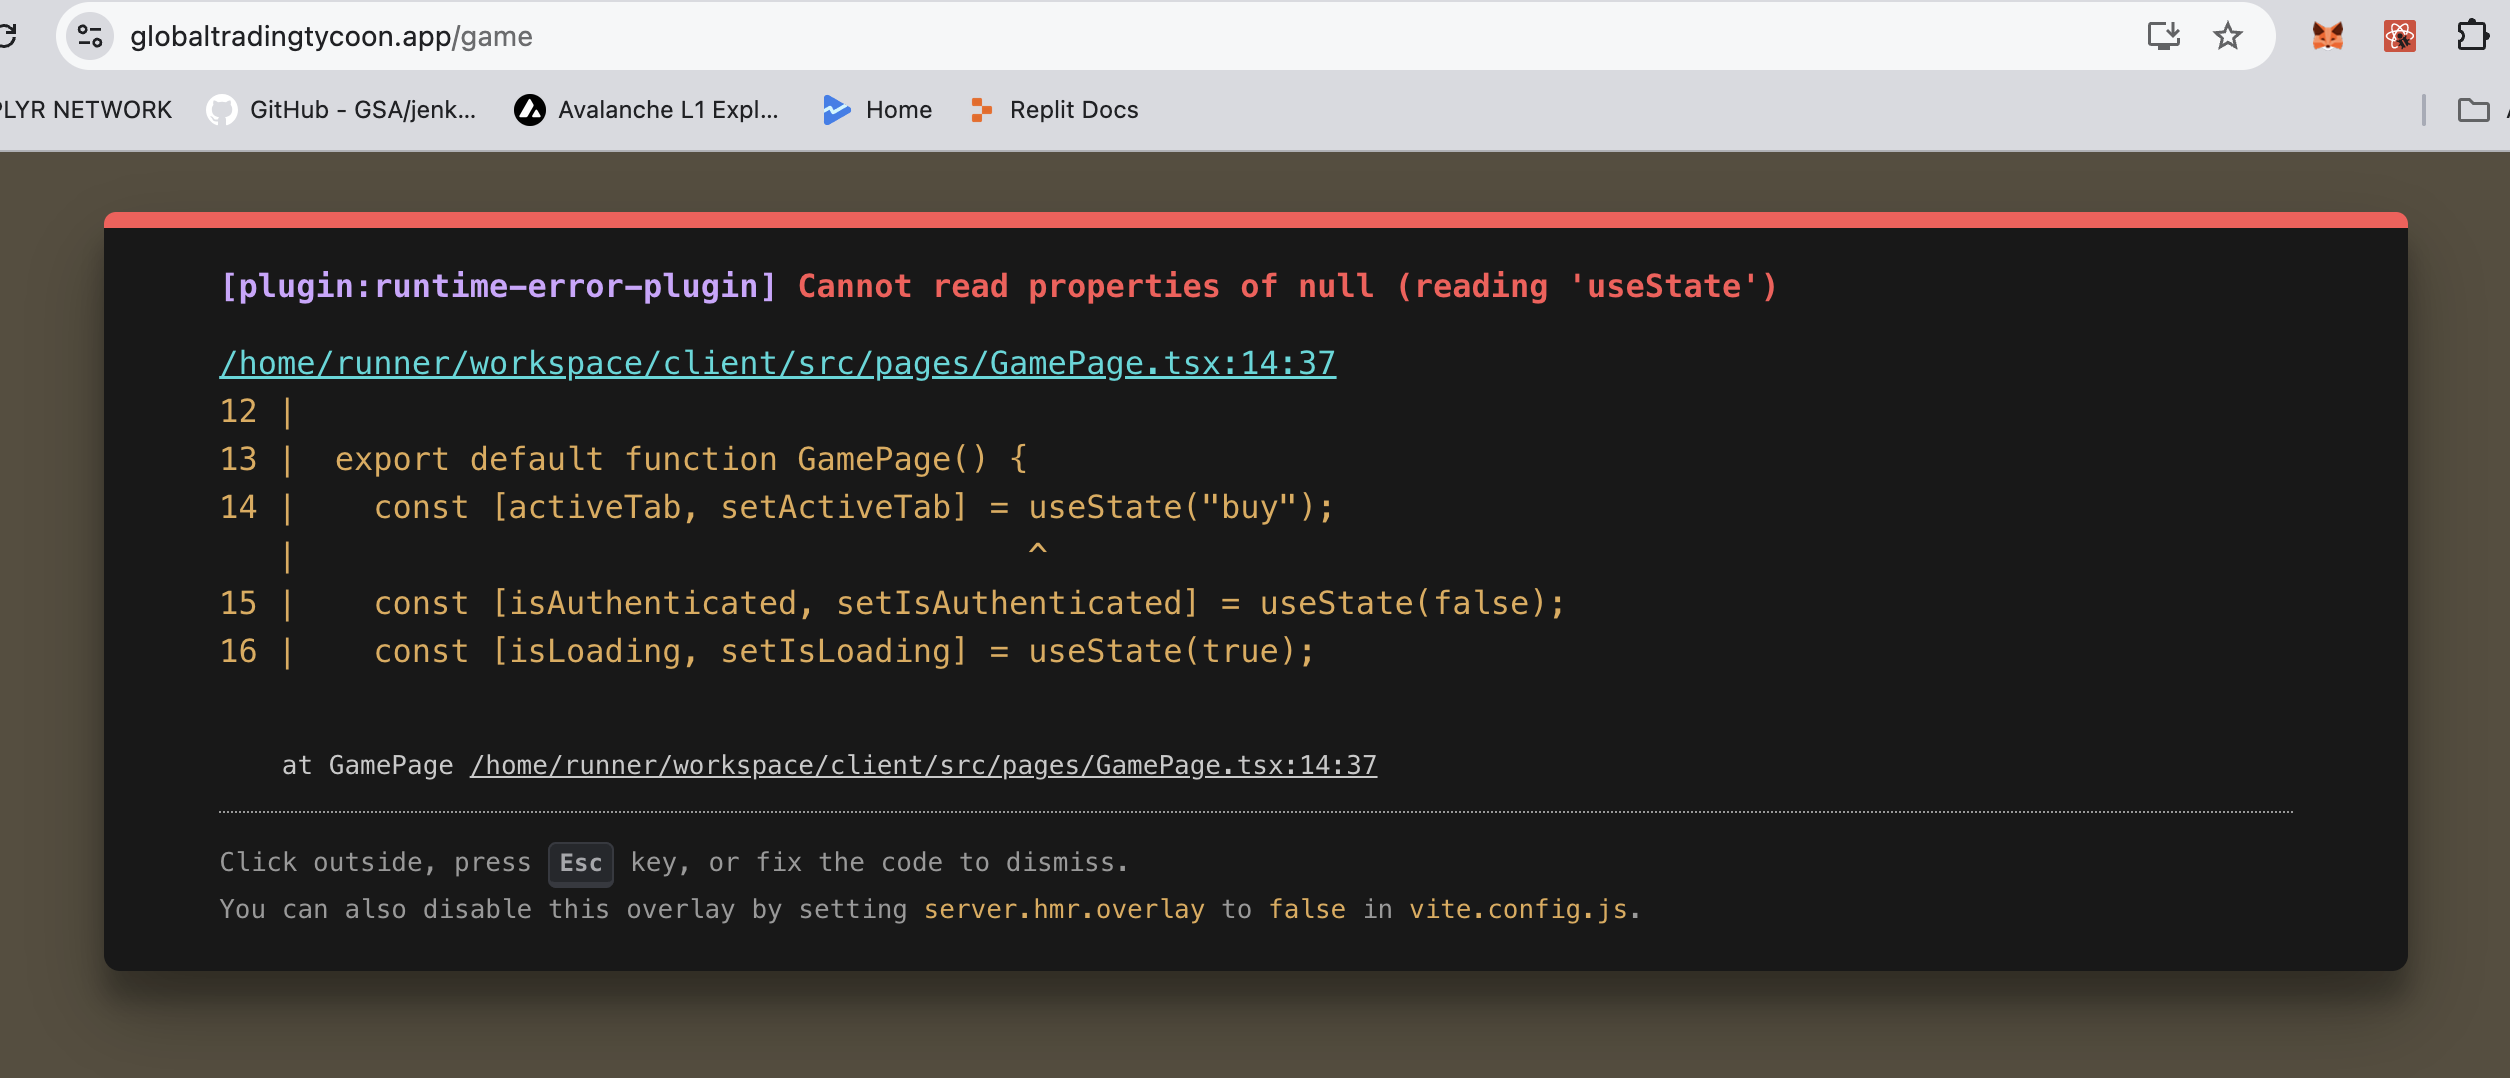 globaltradingtycoon.app/game
PLYR NETWORK GitHub - GSA/jenk... Avalanche L1 Expl... Home Replit Docs
[plugin:runtime-error-plugin] Cannot read properties of null (reading 'useState')
/home/runner/workspace/client/src/pages/GamePage.tsx:14:37
12 |
13 |  export default function GamePage() {
14 |    const [activeTab, setActiveTab] = useState("buy");
   |                                      ^
15 |    const [isAuthenticated, setIsAuthenticated] = useState(false);
16 |    const [isLoading, setIsLoading] = useState(true);
at GamePage /home/runner/workspace/client/src/pages/GamePage.tsx:14:37
Click outside, press Esc key, or fix the code to dismiss.
You can also disable this overlay by setting server.hmr.overlay to false in vite.config.js.